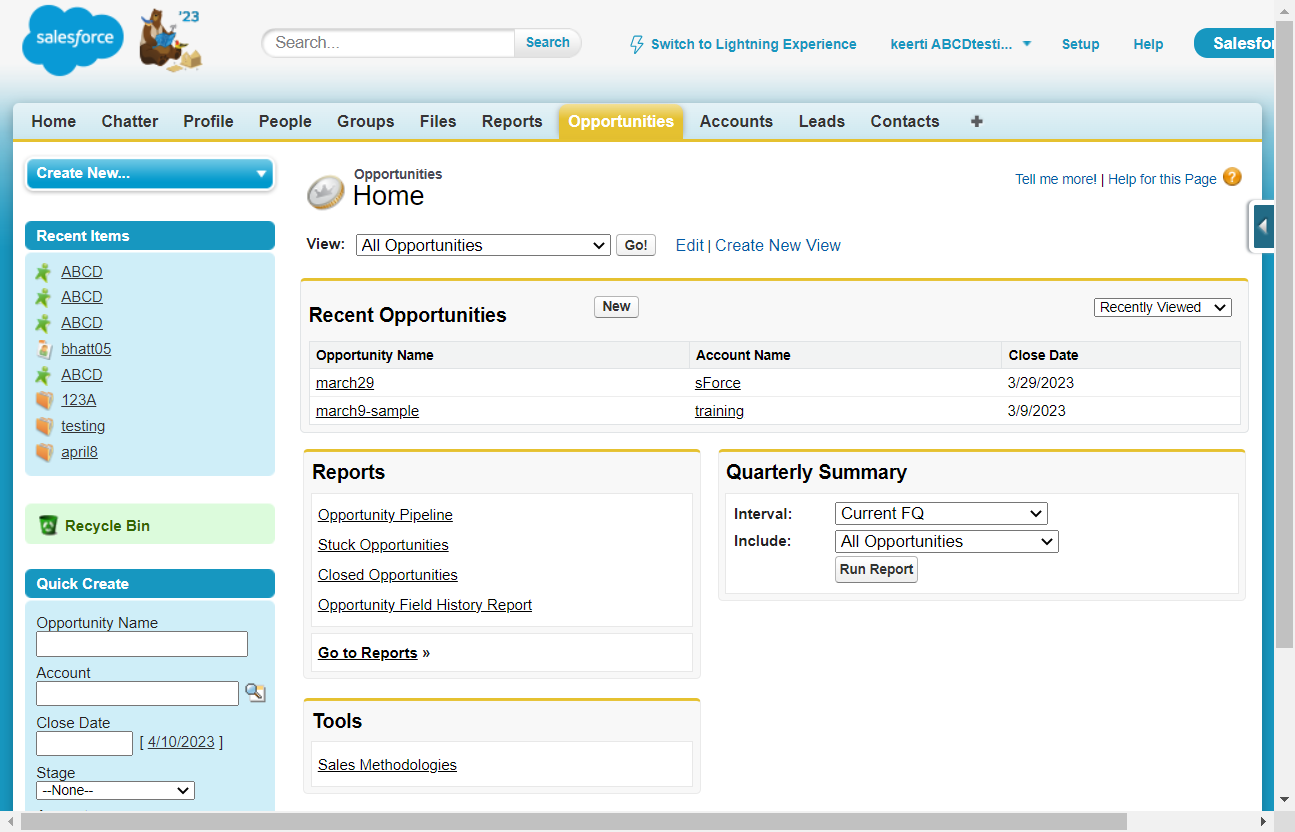 salesforce
'23
Search...
Search
Switch to Lightning Experience
keerti ABCDtesti...
Setup
Help
Home
Chatter
Profile
People
Groups
Files
Reports
Opportunities
Accounts
Leads
Contacts
+
Create New...
Recent Items
ABCD
ABCD
ABCD
bhatt05
ABCD
123A
testing
april8
Recycle Bin
Quick Create
Opportunity Name
Account
Close Date
[ 4/10/2023 ]
Stage
--None--
Opportunities
Home
Tell me more! | Help for this Page ?
View: All Opportunities Go! Edit | Create New View
Recent Opportunities
New
Recently Viewed
Opportunity Name Account Name Close Date
march29 sForce 3/29/2023
march9-sample training 3/9/2023
Reports
Opportunity Pipeline
Stuck Opportunities
Closed Opportunities
Opportunity Field History Report
Go to Reports »
Quarterly Summary
Interval: Current FQ
Include: All Opportunities
Run Report
Tools
Sales Methodologies